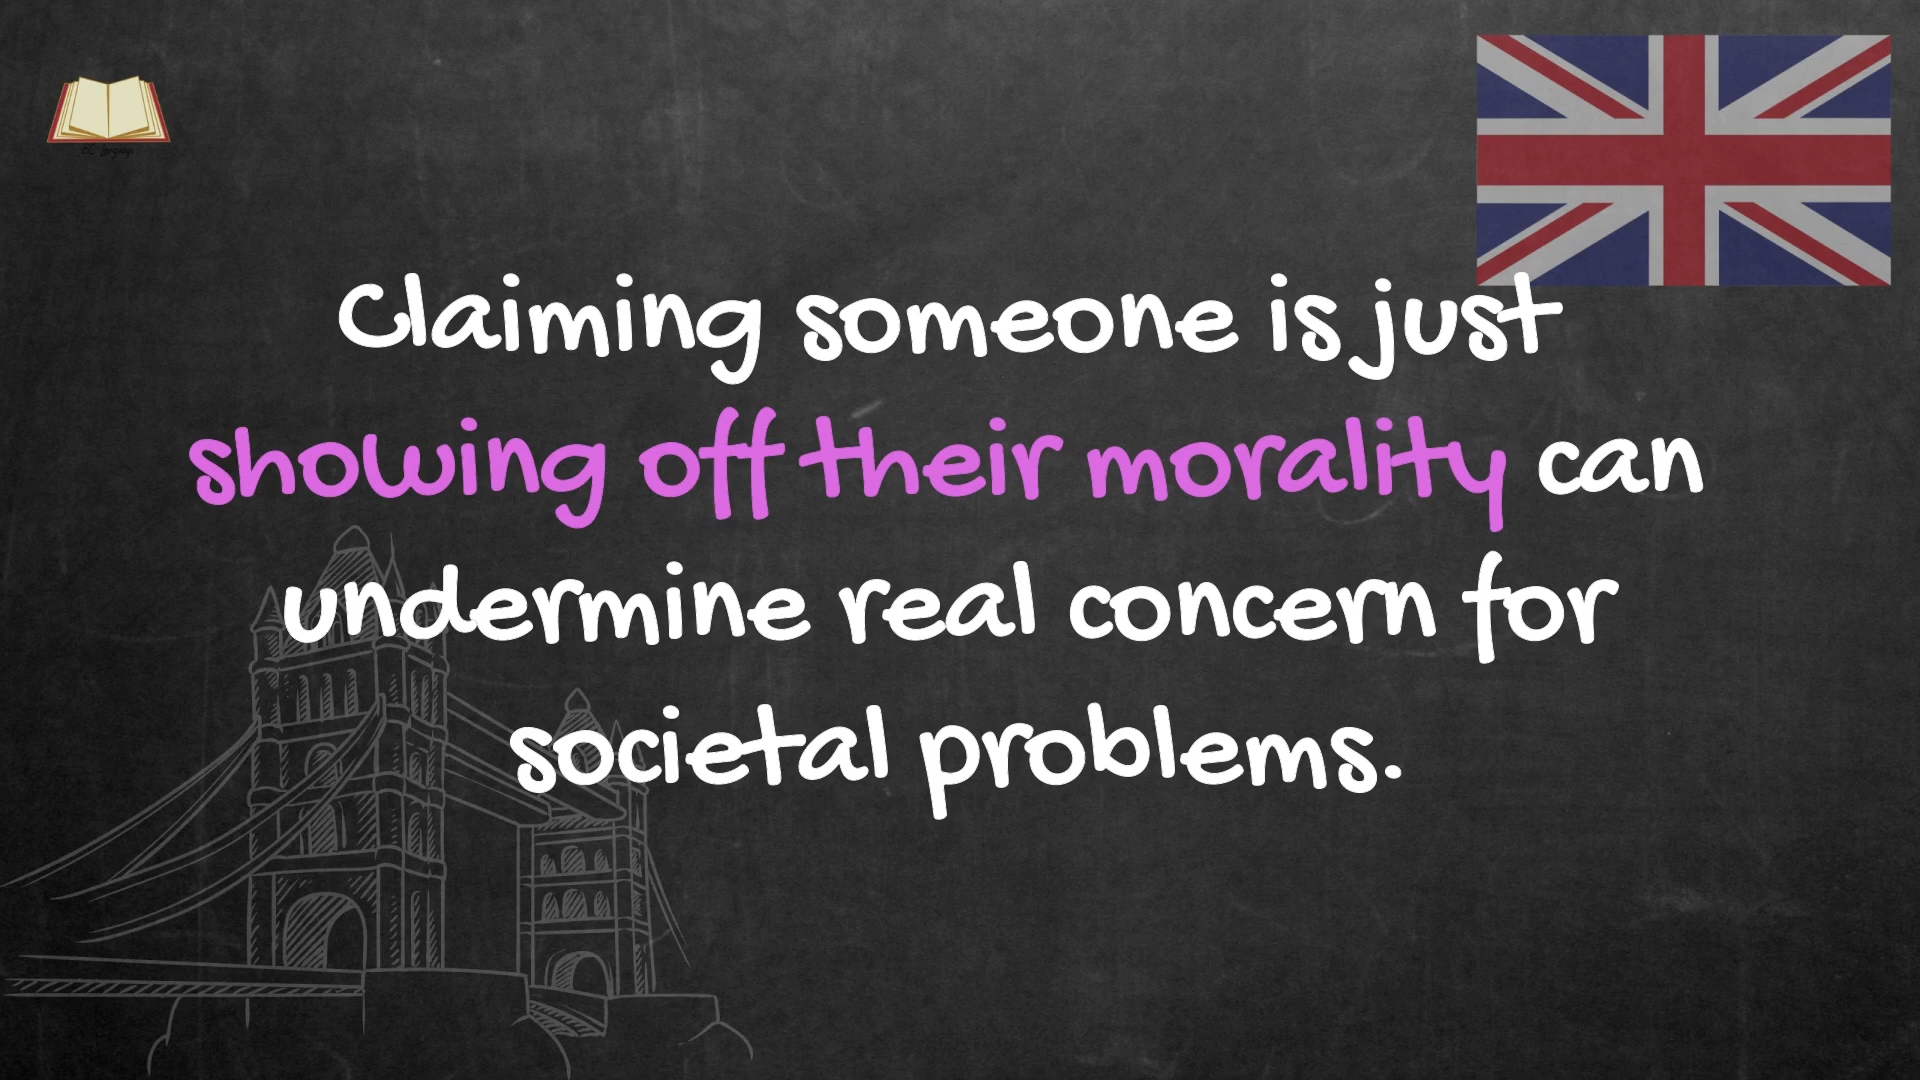 Claiming someone is just
showing off their morality can
undermine real concern for
societal problems.